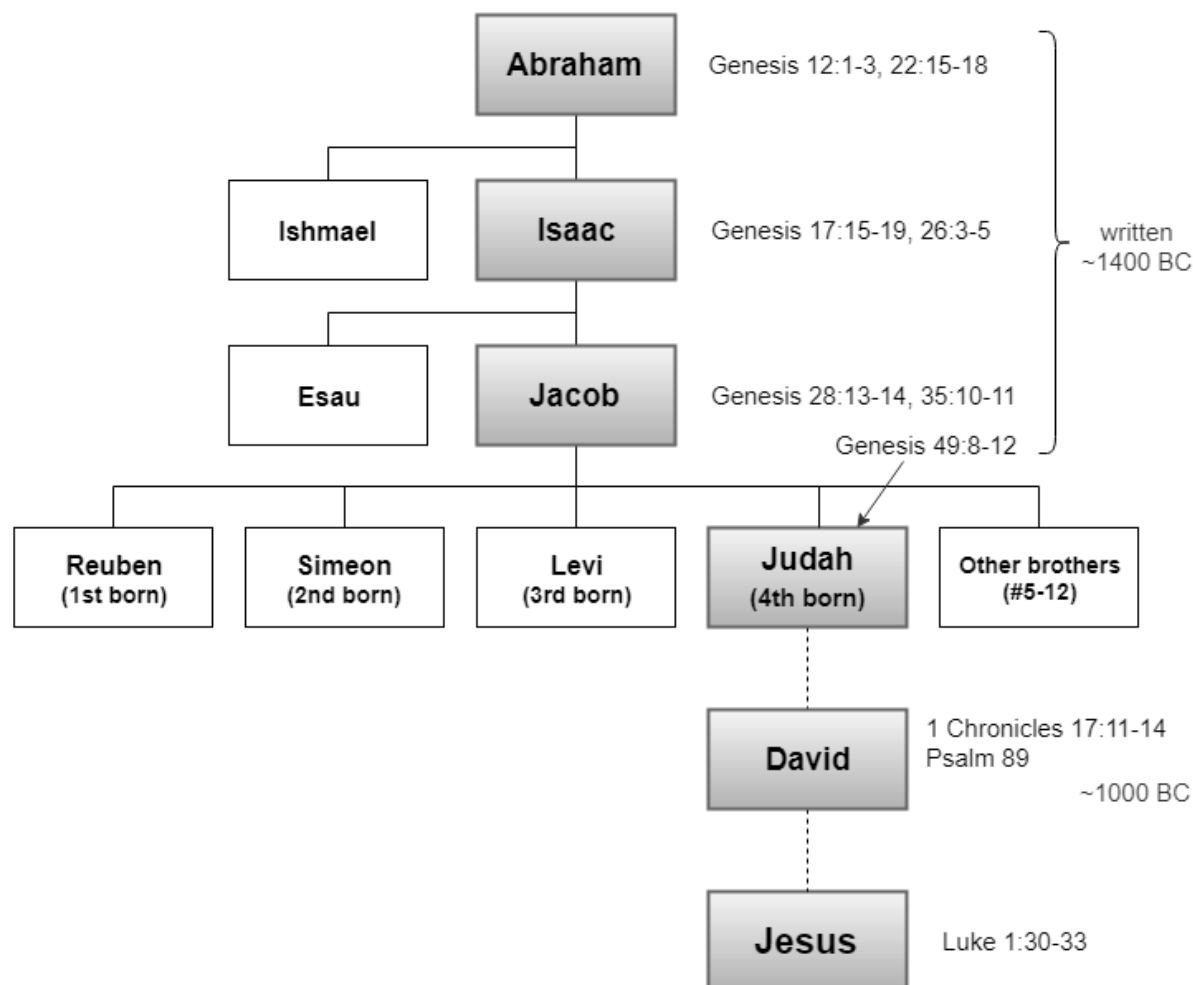 Abraham
Genesis 12:1-3, 22:15-18
Ishmael
Isaac
Genesis 17:15-19, 26:3-5
written
~1400 BC
Esau
Jacob
Genesis 28:13-14, 35:10-11
Genesis 49:8-12
Reuben
(1st born)
Simeon
(2nd born)
Levi
(3rd born)
Judah
(4th born)
Other brothers
(#5-12)
David
1 Chronicles 17:11-14
Psalm 89
~1000 BC
Jesus
Luke 1:30-33